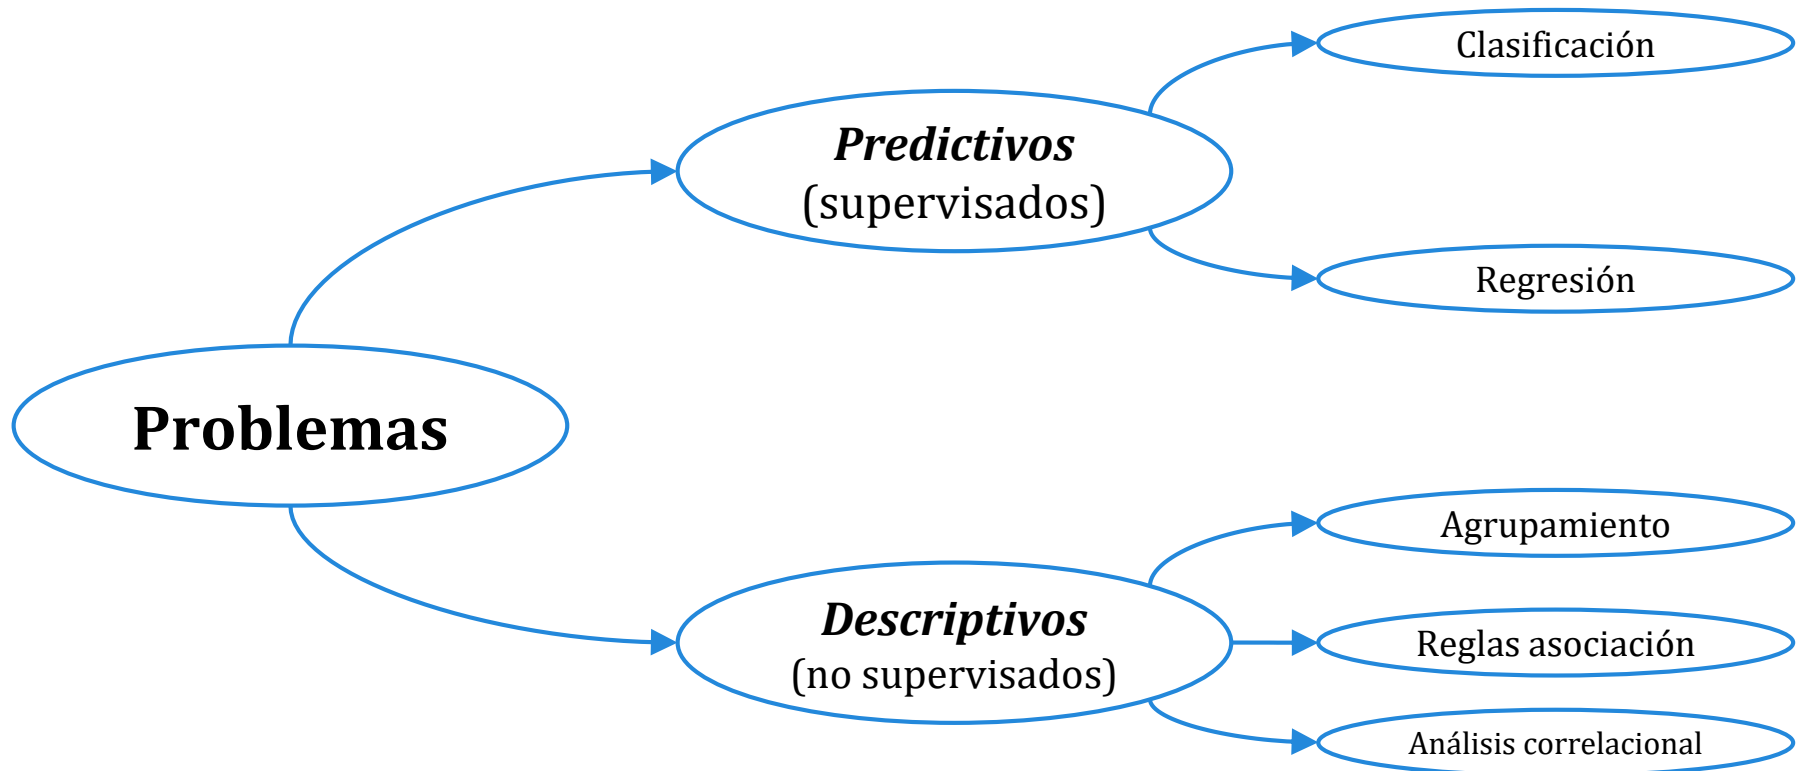 Problemas
Predictivos
(supervisados)
Clasificación
Regresión
Descriptivos
(no supervisados)
Agrupamiento
Reglas asociación
Análisis correlacional